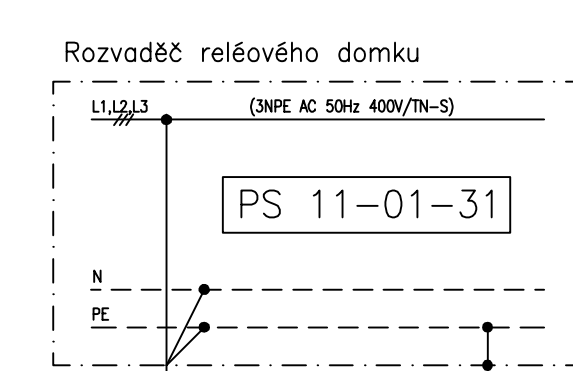 Rozvaděč reléového domku
L1,L2,L3 (3NPE AC 50Hz 400V/TN-S)
PS 11-01-31
N
PE